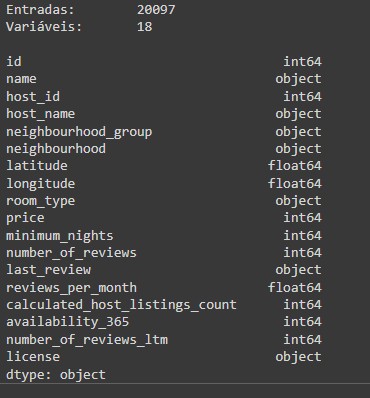 Entradas: 20097
Variáveis: 18
id int64
name object
host_id int64
host_name object
neighbourhood_group object
neighbourhood object
latitude float64
longitude float64
room_type object
price int64
minimum_nights int64
number_of_reviews int64
last_review object
reviews_per_month float64
calculated_host_listings_count int64
availability_365 int64
number_of_reviews_ltm int64
license object
dtype: object